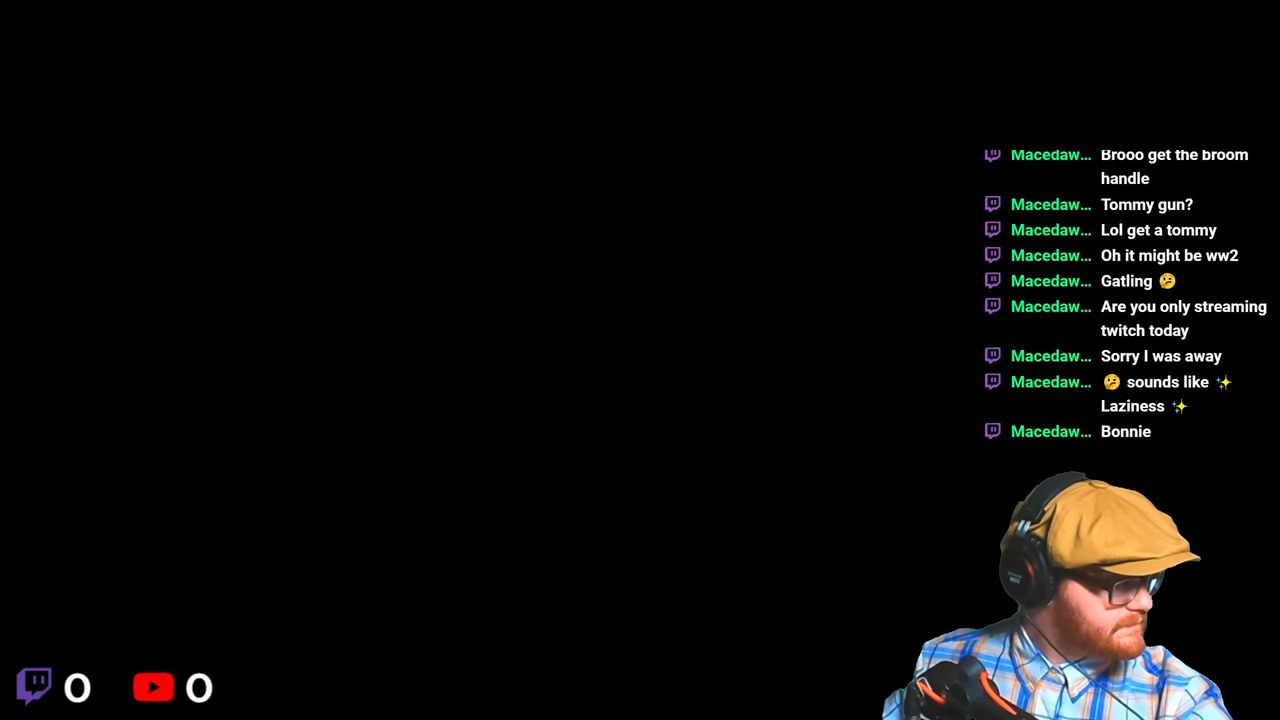 Macedaw... Brooo get the broom
handle
Macedaw... Tommy gun?
Macedaw... Lol get a tommy
Macedaw... Oh it might be ww2
Macedaw... Gatling 🤔
Macedaw... Are you only streaming
twitch today
Macedaw... Sorry I was away
Macedaw... 🤔 sounds like ✨
Laziness ✨
Macedaw... Bonnie
0 0